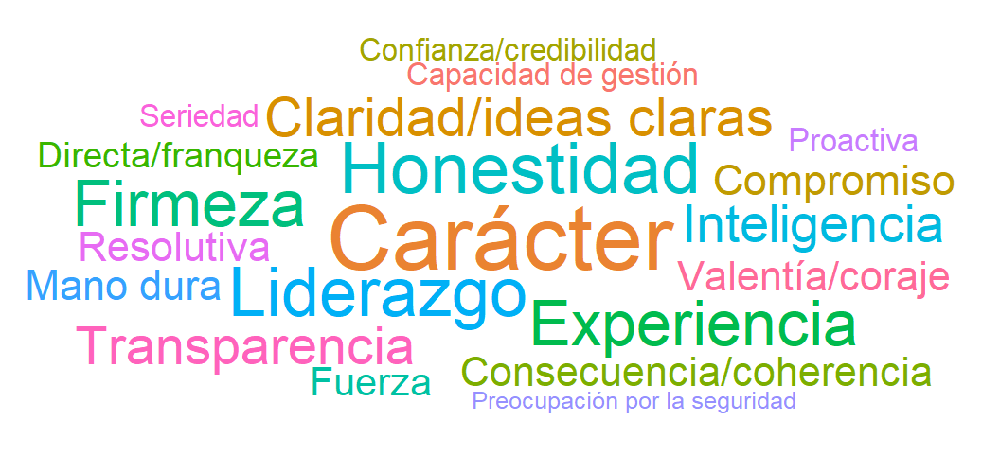 Confianza/credibilidad
Capacidad de gestión
Seriedad
Claridad/ideas claras
Proactiva
Directa/franqueza
Honestidad
Compromiso
Firmeza
Inteligencia
Carácter
Resolutiva
Valentía/coraje
Mano dura
Liderazgo
Experiencia
Transparencia
Consecuencia/coherencia
Fuerza
Preocupación por la seguridad